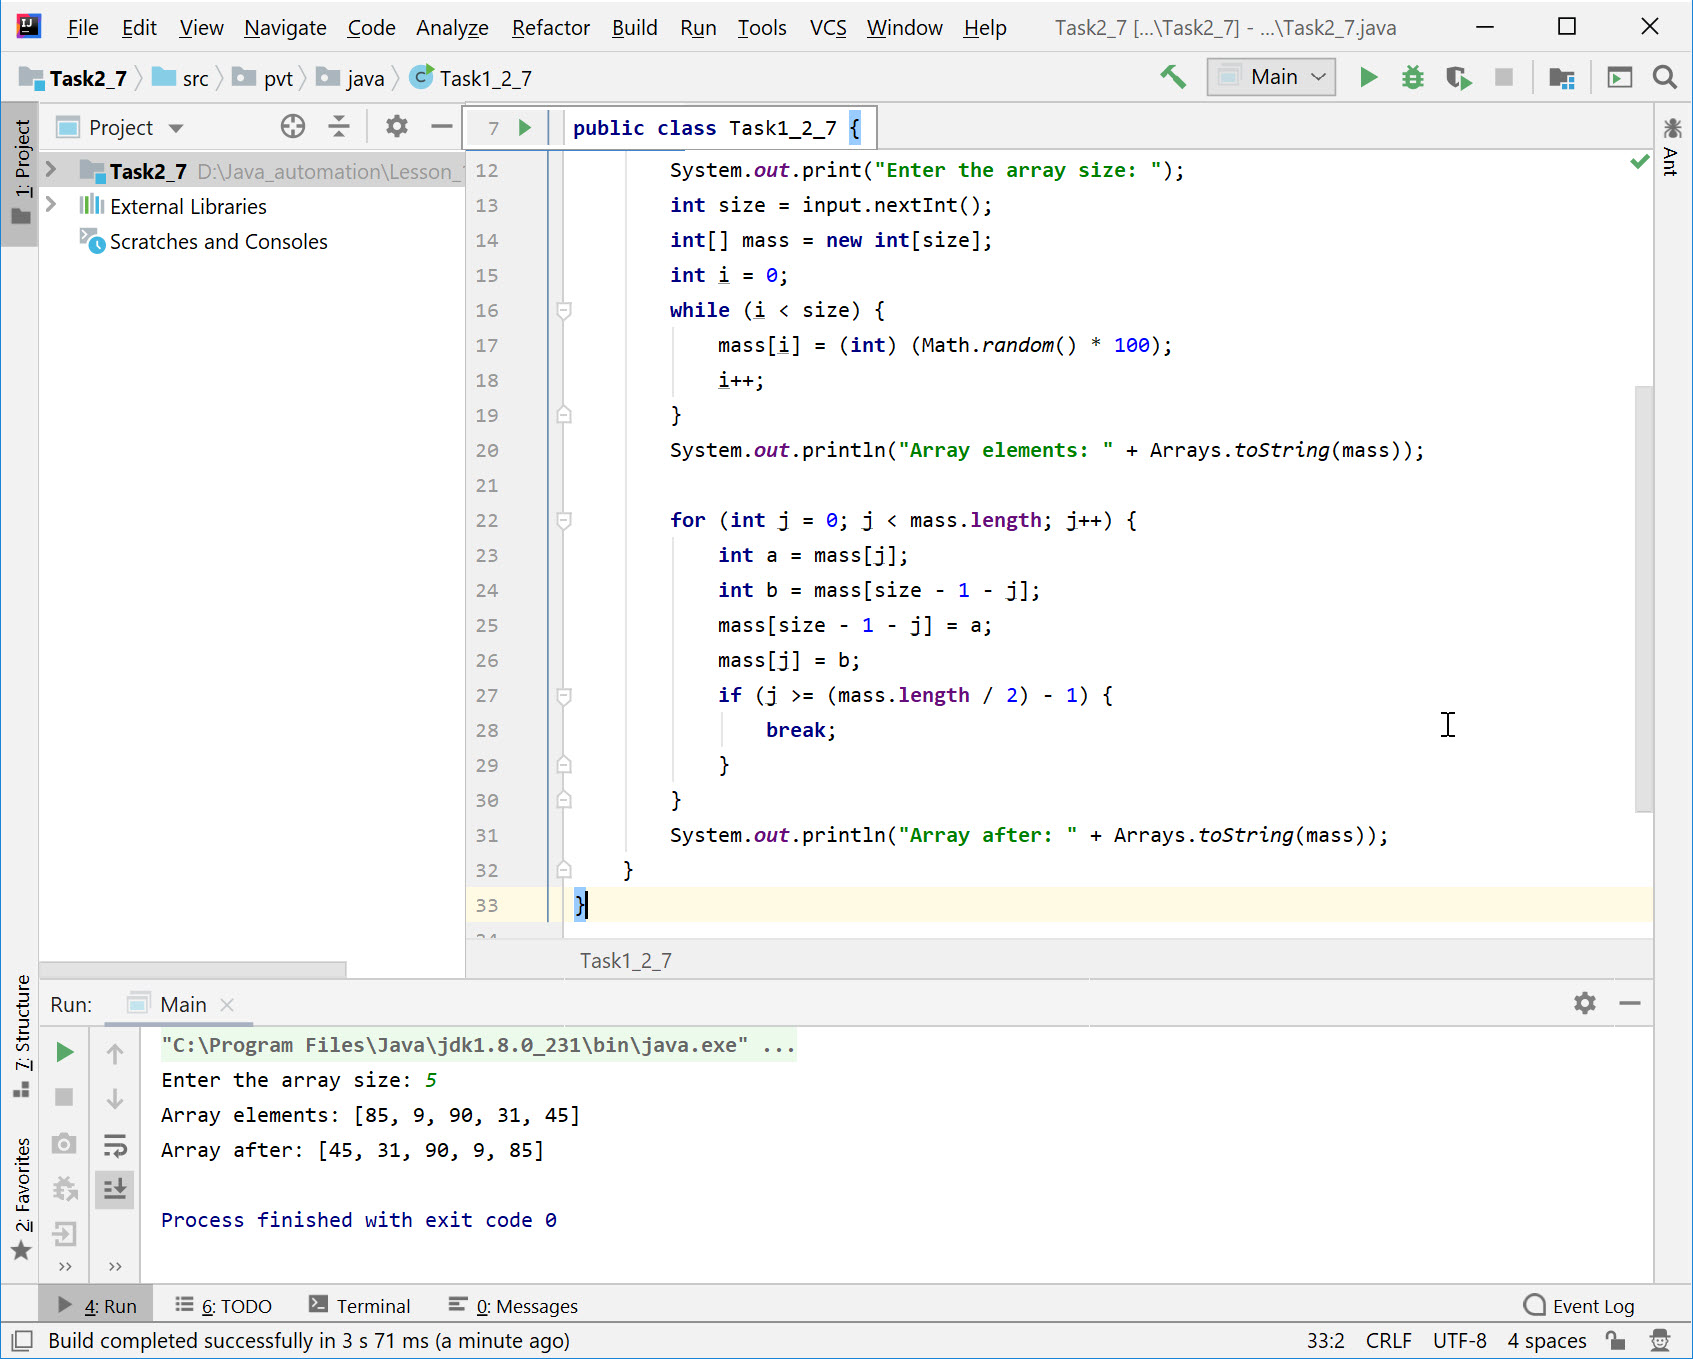 File Edit View Navigate Code Analyze Refactor Build Run Tools VCS Window Help Task2_7 [...\Task2_7] - ...\Task2_7.java
Task2_7 src pvt java Task1_2_7 Main
1: Project
Project
Task2_7 D:\Java_automation\Lesson_
External Libraries
Scratches and Consoles
7 public class Task1_2_7 {
12 System.out.print("Enter the array size: ");
13 int size = input.nextInt();
14 int[] mass = new int[size];
15 int i = 0;
16 while (i < size) {
17 mass[i] = (int) (Math.random() * 100);
18 i++;
19 }
20 System.out.println("Array elements: " + Arrays.toString(mass));
21
22 for (int j = 0; j < mass.length; j++) {
23 int a = mass[j];
24 int b = mass[size - 1 - j];
25 mass[size - 1 - j] = a;
26 mass[j] = b;
27 if (j >= (mass.length / 2) - 1) {
28 break;
29 }
30 }
31 System.out.println("Array after: " + Arrays.toString(mass));
32 }
33 }
34
Task1_2_7
Ant
7: Structure
2: Favorites
Run: Main
"C:\Program Files\Java\jdk1.8.0_231\bin\java.exe" ...
Enter the array size: 5
Array elements: [85, 9, 90, 31, 45]
Array after: [45, 31, 90, 9, 85]
Process finished with exit code 0
4: Run 6: TODO Terminal 0: Messages Event Log
Build completed successfully in 3 s 71 ms (a minute ago) 33:2 CRLF UTF-8 4 spaces